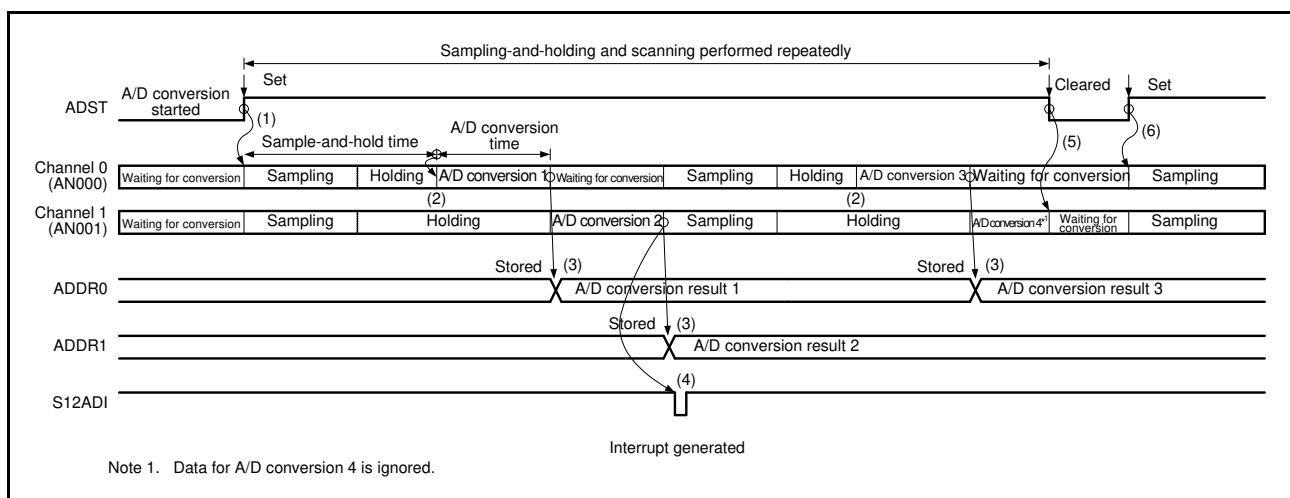 Sampling-and-holding and scanning performed repeatedly
A/D conversion
started
Set
Cleared
Set
ADST
(1)
A/D conversion
time
(5)
(6)
Sample-and-hold time
Channel 0
(AN000)
Waiting for conversion
Sampling
Holding
A/D conversion 1
Waiting for conversion
Sampling
Holding
A/D conversion 3
Waiting for conversion
Sampling
(2)
(2)
Channel 1
(AN001)
Waiting for conversion
Sampling
Holding
A/D conversion 2
Sampling
Holding
A/D conversion 4*1
Waiting for
conversion
Sampling
Stored
(3)
Stored
(3)
ADDR0
A/D conversion result 1
A/D conversion result 3
Stored
(3)
ADDR1
A/D conversion result 2
(4)
S12ADI
Interrupt generated
Note 1. Data for A/D conversion 4 is ignored.